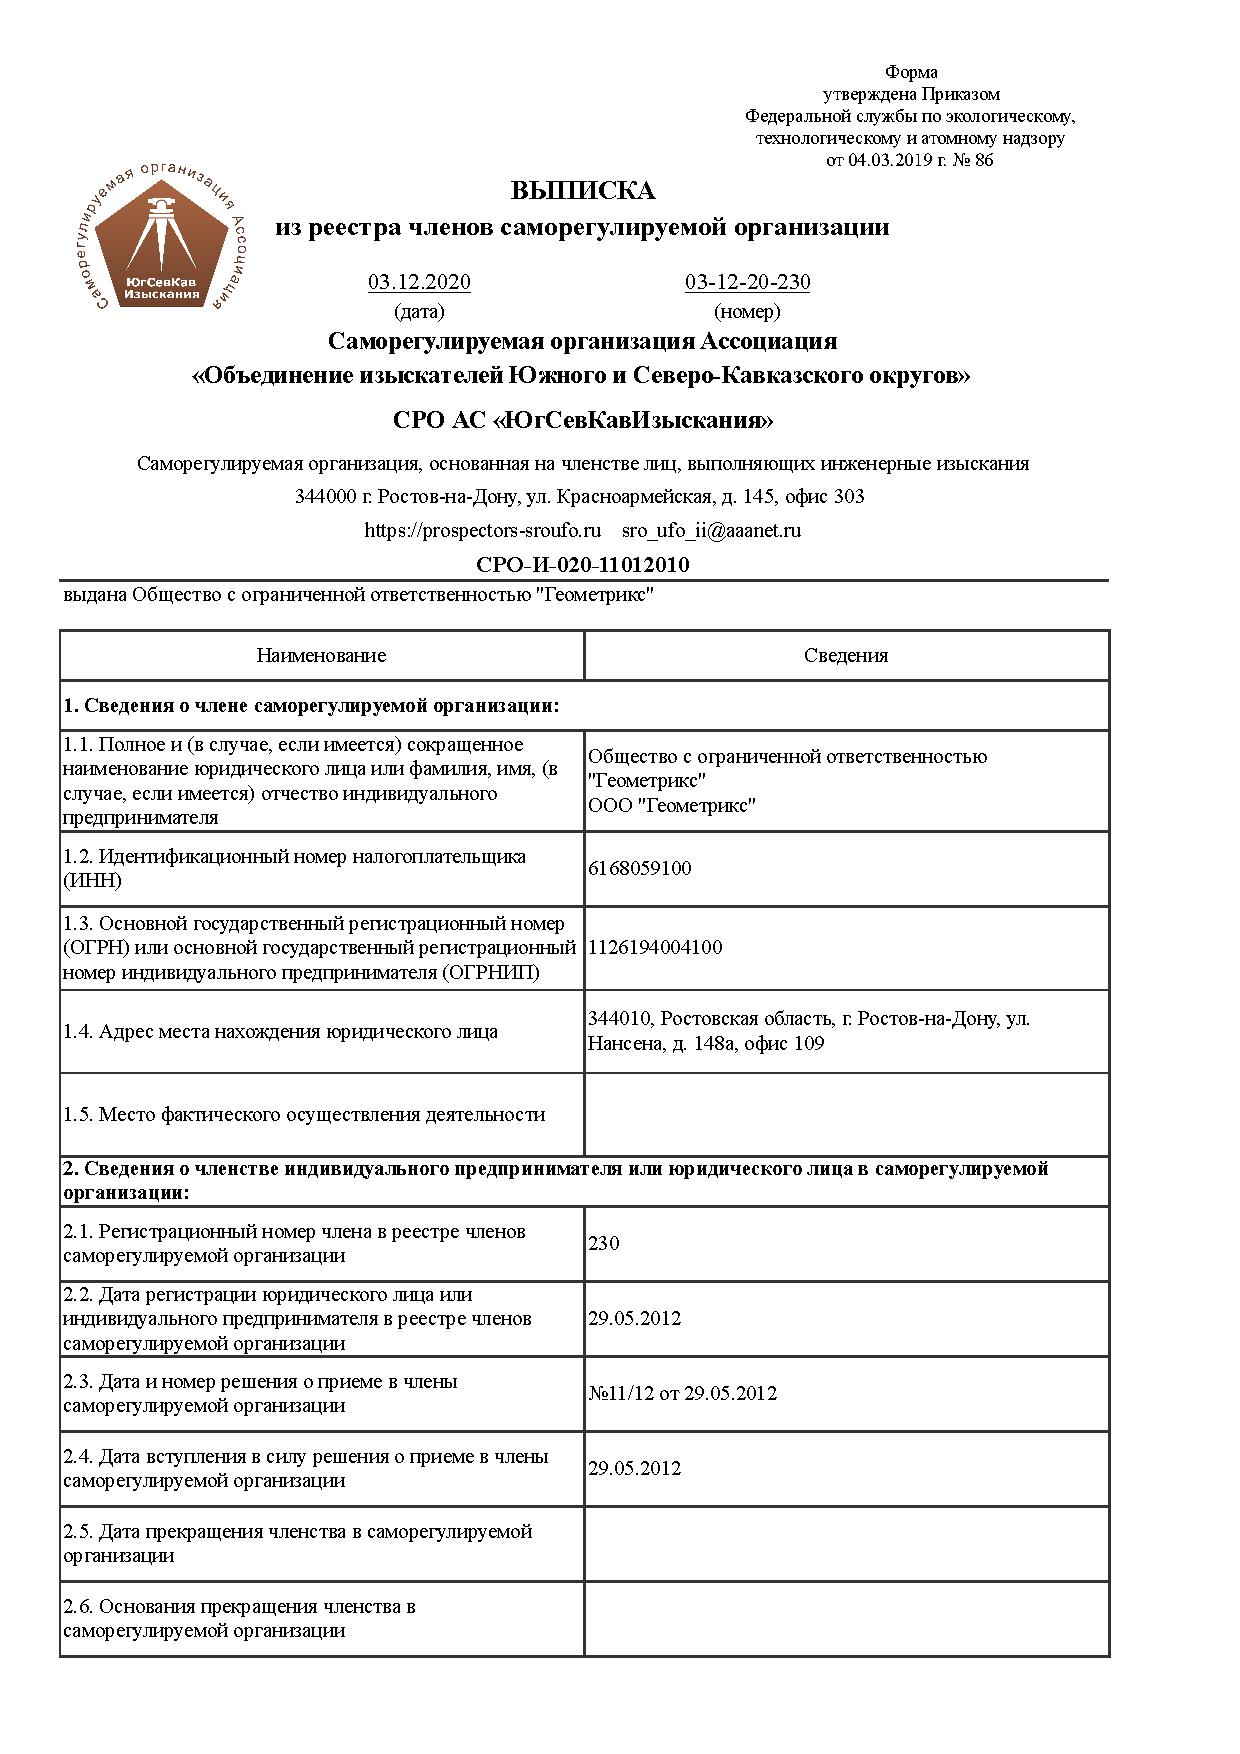 Форма
утверждена Приказом
Федеральной службы по экологическому,
технологическому и атомному надзору
от 04.03.2019 г. № 86
Саморегулируемая организация Ассоциация
ЮгСевКав
Изыскания
ВЫПИСКА
из реестра членов саморегулируемой организации
03.12.2020 03-12-20-230
(дата) (номер)
Саморегулируемая организация Ассоциация
«Объединение изыскателей Южного и Северо-Кавказского округов»
СРО АС «ЮгСевКавИзыскания»
Саморегулируемая организация, основанная на членстве лиц, выполняющих инженерные изыскания
344000 г. Ростов-на-Дону, ул. Красноармейская, д. 145, офис 303
https://prospectors-sroufo.ru sro_ufo_ii@aaanet.ru
СРО-И-020-11012010
выдана Общество с ограниченной ответственностью "Геометрикс"
Наименование Сведения
1. Сведения о члене саморегулируемой организации:
1.1. Полное и (в случае, если имеется) сокращенное
наименование юридического лица или фамилия, имя, (в
случае, если имеется) отчество индивидуального
предпринимателя
Общество с ограниченной ответственностью
"Геометрикс"
ООО "Геометрикс"
1.2. Идентификационный номер налогоплательщика
(ИНН)
6168059100
1.3. Основной государственный регистрационный номер
(ОГРН) или основной государственный регистрационный
номер индивидуального предпринимателя (ОГРНИП)
1126194004100
1.4. Адрес места нахождения юридического лица
344010, Ростовская область, г. Ростов-на-Дону, ул.
Нансена, д. 148а, офис 109
1.5. Место фактического осуществления деятельности
2. Сведения о членстве индивидуального предпринимателя или юридического лица в саморегулируемой
организации:
2.1. Регистрационный номер члена в реестре членов
саморегулируемой организации
230
2.2. Дата регистрации юридического лица или
индивидуального предпринимателя в реестре членов
саморегулируемой организации
29.05.2012
2.3. Дата и номер решения о приеме в члены
саморегулируемой организации
№11/12 от 29.05.2012
2.4. Дата вступления в силу решения о приеме в члены
саморегулируемой организации
29.05.2012
2.5. Дата прекращения членства в саморегулируемой
организации
2.6. Основания прекращения членства в
саморегулируемой организации